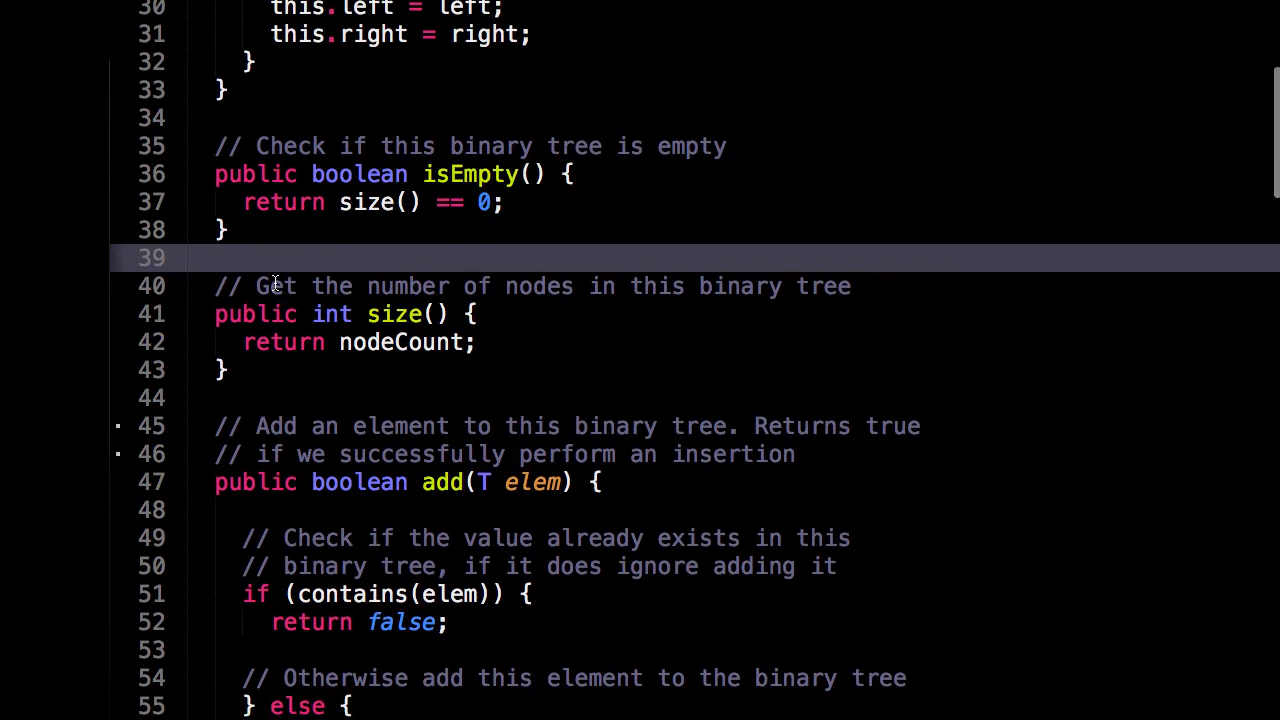 30 this.left = left;
31 this.right = right;
32 }
33 }
34
35 // Check if this binary tree is empty
36 public boolean isEmpty() {
37 return size() == 0;
38 }
39
40 // Get the number of nodes in this binary tree
41 public int size() {
42 return nodeCount;
43 }
44
45 // Add an element to this binary tree. Returns true
46 // if we successfully perform an insertion
47 public boolean add(T elem) {
48
49 // Check if the value already exists in this
50 // binary tree, if it does ignore adding it
51 if (contains(elem)) {
52 return false;
53
54 // Otherwise add this element to the binary tree
55 } else {